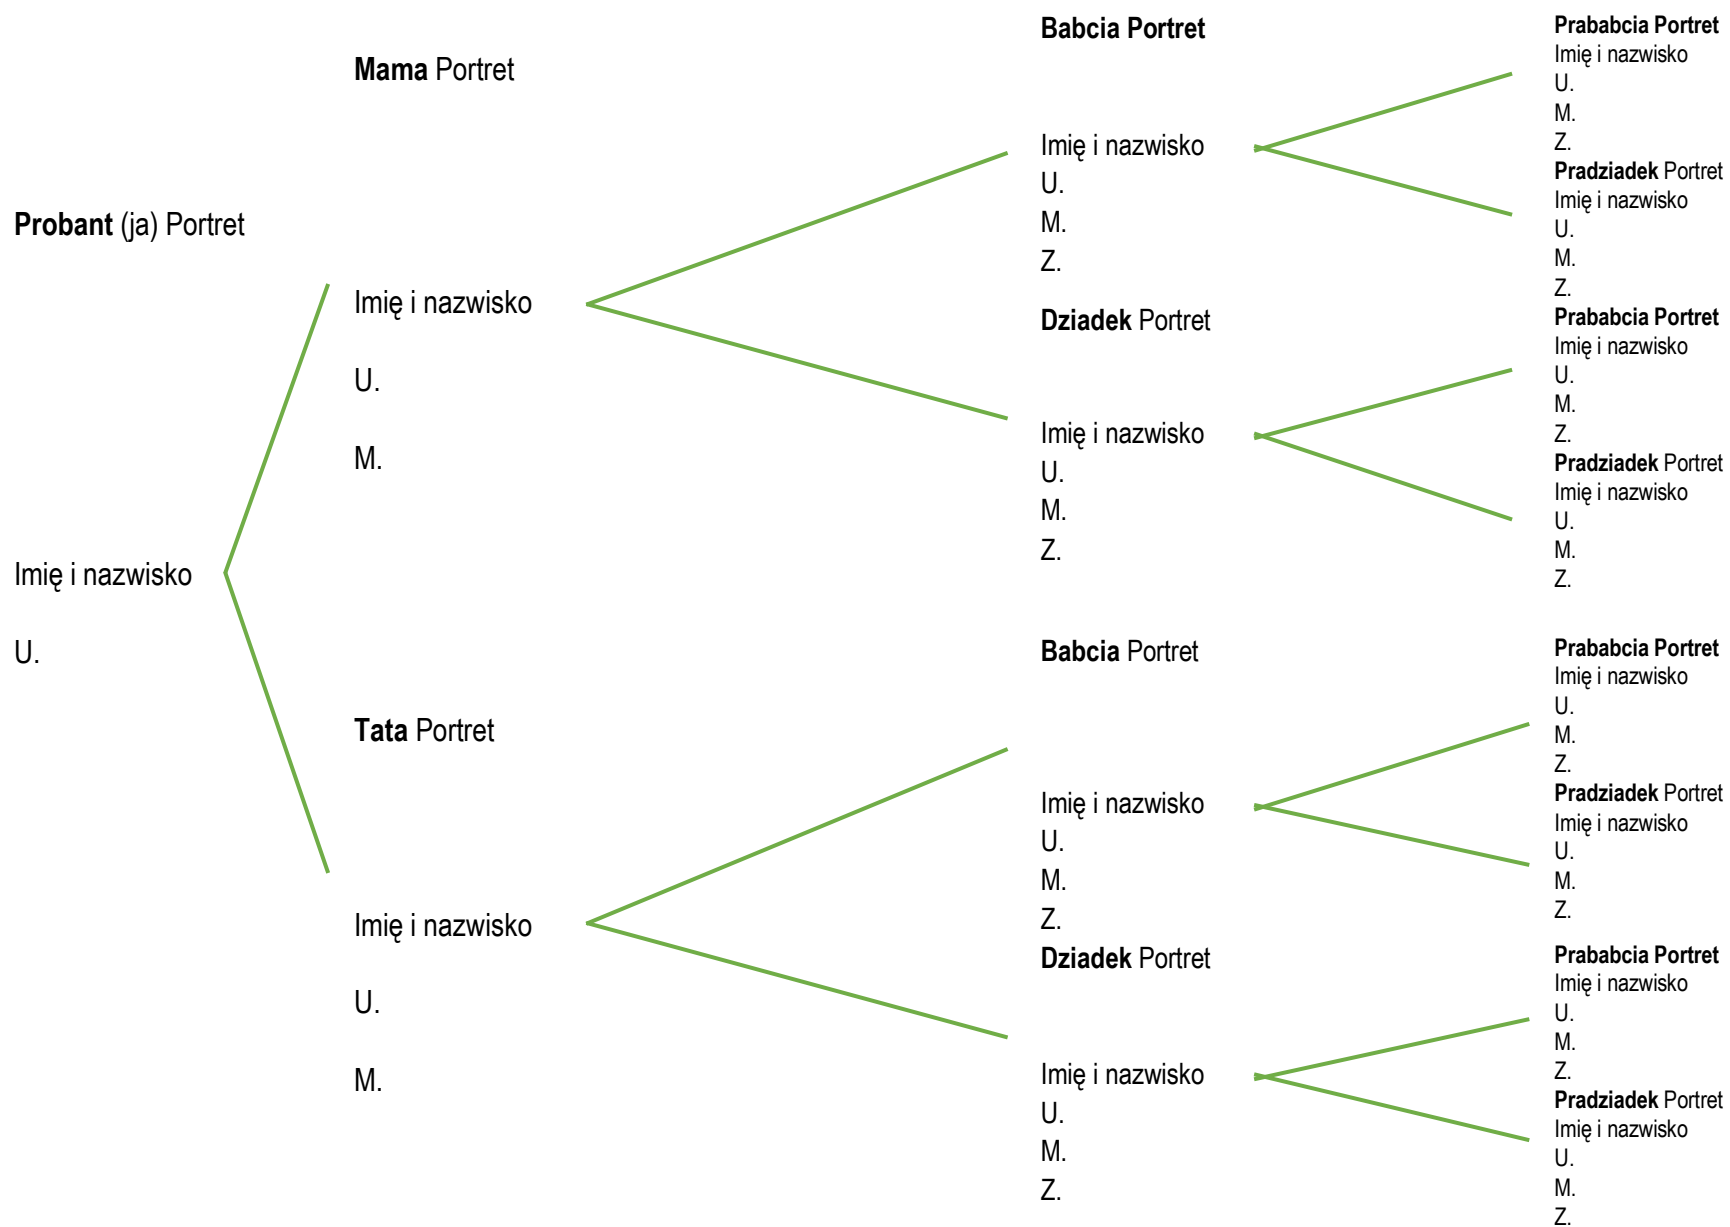 Probant (ja) Portret
Imię i nazwisko
U.
Mama Portret
Imię i nazwisko
U.
M.
Tata Portret
Imię i nazwisko
U.
M.
Babcia Portret
Imię i nazwisko
U.
M.
Z.
Dziadek Portret
Imię i nazwisko
U.
M.
Z.
Babcia Portret
Imię i nazwisko
U.
M.
Z.
Dziadek Portret
Imię i nazwisko
U.
M.
Z.
Prababcia Portret
Imię i nazwisko
U.
M.
Z.
Pradziadek Portret
Imię i nazwisko
U.
M.
Z.
Prababcia Portret
Imię i nazwisko
U.
M.
Z.
Pradziadek Portret
Imię i nazwisko
U.
M.
Z.
Prababcia Portret
Imię i nazwisko
U.
M.
Z.
Pradziadek Portret
Imię i nazwisko
U.
M.
Z.
Prababcia Portret
Imię i nazwisko
U.
M.
Z.
Pradziadek Portret
Imię i nazwisko
U.
M.
Z.